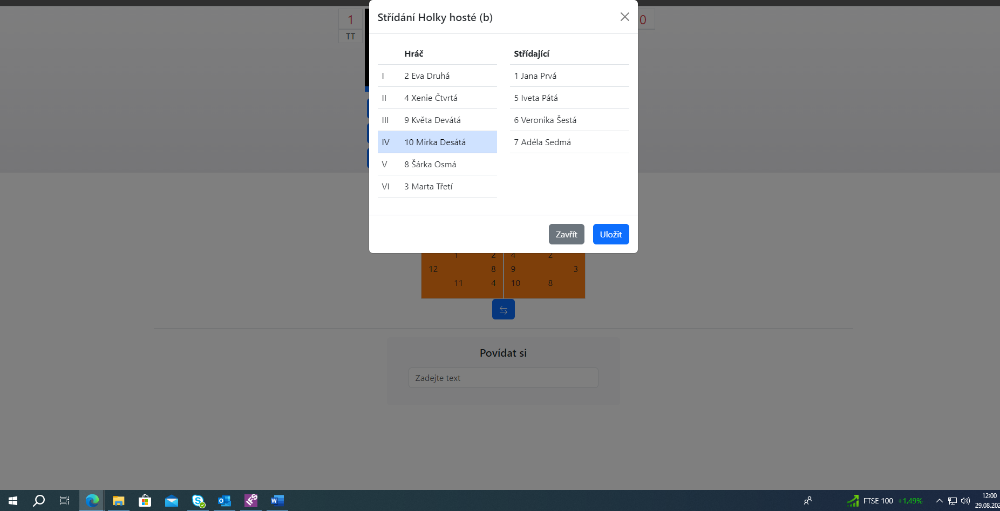 Střídání Holky hosté (b)
1
0
TT
Hráč Střídající
I 2 Eva Druhá 1 Jana Prvá
II 4 Xenie Čtvrtá 5 Iveta Pátá
III 9 Květa Devátá 6 Veronika Šestá
IV 10 Mirka Desátá 7 Adéla Sedmá
V 8 Šárka Osmá
VI 3 Marta Třetí
Zavřít Uložit
1 2 4 2
12 8 9 3
11 4 10 8
Povídat si
Zadejte text
FTSE 100 +1,49%
12:00
29.08.202